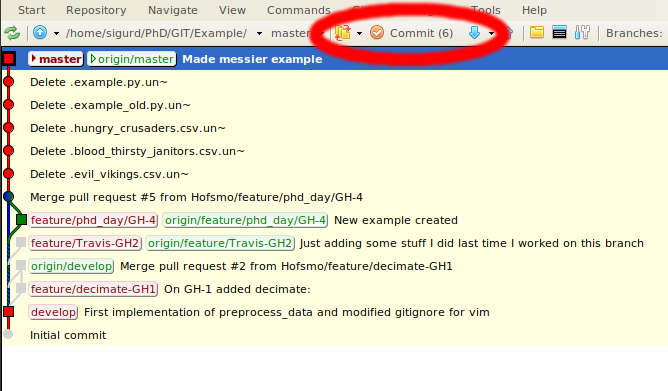 Start Repository Navigate View Commands Tools Help
/home/sigurd/PhD/GIT/Example/ master Commit (6) Branches:
master origin/master Made messier example
Delete .example.py.un~
Delete .example_old.py.un~
Delete .hungry_crusaders.csv.un~
Delete .blood_thirsty_janitors.csv.un~
Delete .evil_vikings.csv.un~
Merge pull request #5 from Hofsmo/feature/phd_day/GH-4
feature/phd_day/GH-4 origin/feature/phd_day/GH-4 New example created
feature/Travis-GH2 origin/feature/Travis-GH2 Just adding some stuff I did last time I worked on this branch
origin/develop Merge pull request #2 from Hofsmo/feature/decimate-GH1
feature/decimate-GH1 On GH-1 added decimate:
develop First implementation of preprocess_data and modified gitignore for vim
Initial commit